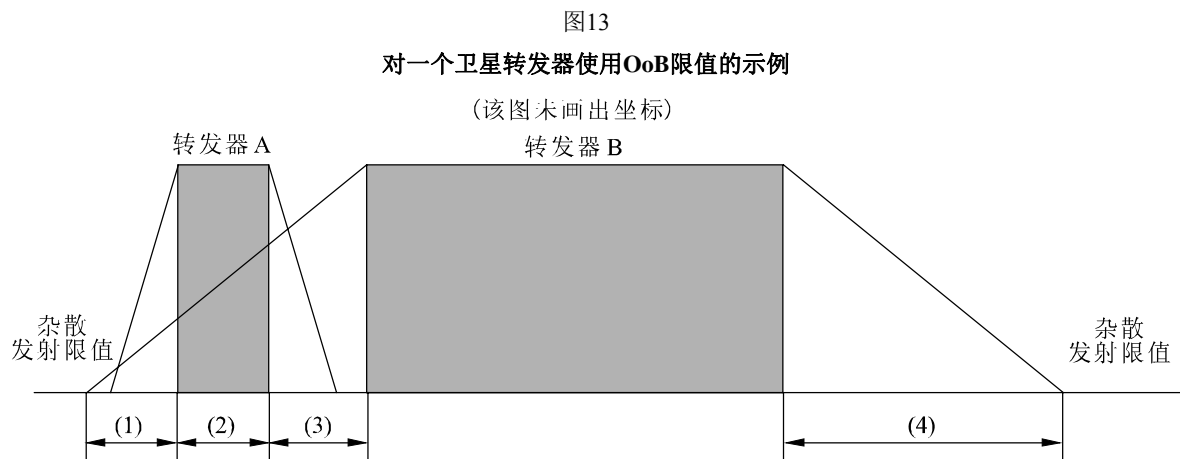 图13
对一个卫星转发器使用OoB限值的示例
(该图未画出坐标)
转发器 A
转发器 B
杂散
发射限值
杂散
发射限值
(1)
(2)
(3)
(4)